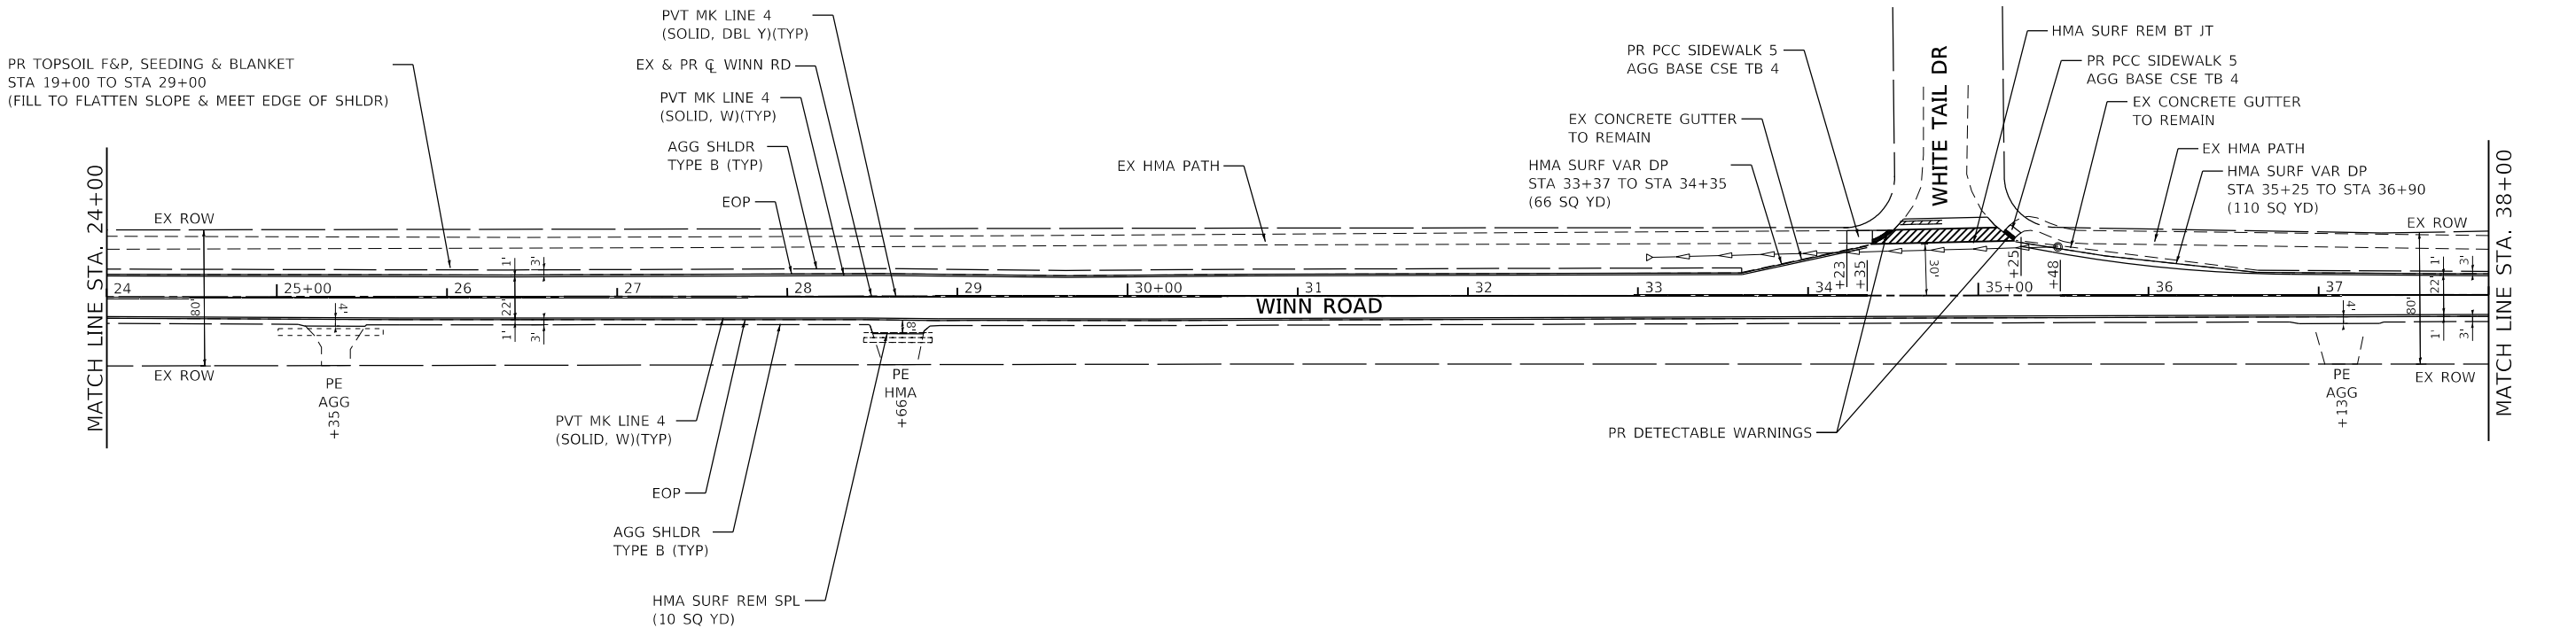 PVT MK LINE 4
(SOLID, DBL Y)(TYP)
PR TOPSOIL F&P, SEEDING & BLANKET
STA 19+00 TO STA 29+00
(FILL TO FLATTEN SLOPE & MEET EDGE OF SHLDR)
EX & PR ℄ WINN RD
PVT MK LINE 4
(SOLID, W)(TYP)
AGG SHLDR
TYPE B (TYP)
EOP
EX HMA PATH
PR PCC SIDEWALK 5
AGG BASE CSE TB 4
EX CONCRETE GUTTER
TO REMAIN
HMA SURF VAR DP
STA 33+37 TO STA 34+35
(66 SQ YD)
WHITE TAIL DR
HMA SURF REM BT JT
PR PCC SIDEWALK 5
AGG BASE CSE TB 4
EX CONCRETE GUTTER
TO REMAIN
EX HMA PATH
HMA SURF VAR DP
STA 35+25 TO STA 36+90
(110 SQ YD)
MATCH LINE STA. 24+00
EX ROW
EX ROW
80'
1'
3'
22'
1'
3'
4'
8'
24
25+00
26
27
28
29
30+00
31
32
33
34
35+00
36
37
+23
+35
30'
+25
+48
WINN ROAD
EX ROW
EX ROW
1'
3'
22'
80'
4'
1'
3'
MATCH LINE STA. 38+00
PE
AGG
+35
PE
HMA
+66
PE
AGG
+13
PVT MK LINE 4
(SOLID, W)(TYP)
EOP
AGG SHLDR
TYPE B (TYP)
HMA SURF REM SPL
(10 SQ YD)
PR DETECTABLE WARNINGS